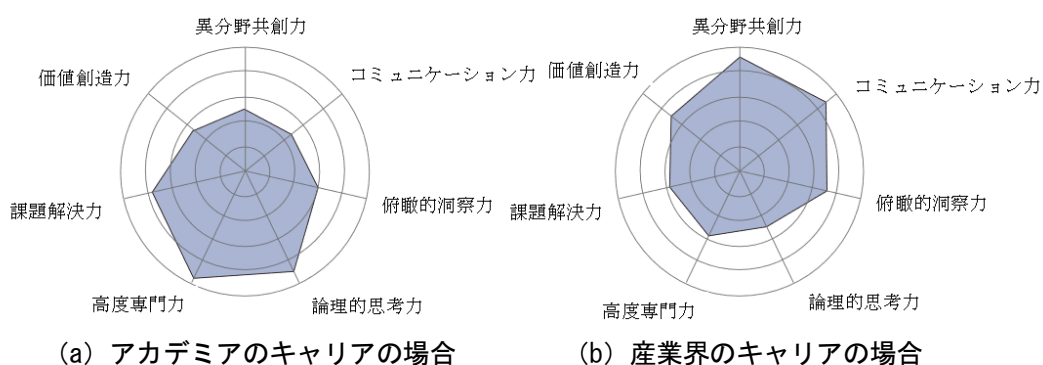 異分野共創力
コミュニケーション力
俯瞰的洞察力
論理的思考力
高度専門力
課題解決力
価値創造力
(a) アカデミアのキャリアの場合
異分野共創力
コミュニケーション力
俯瞰的洞察力
論理的思考力
高度専門力
課題解決力
価値創造力
(b) 産業界のキャリアの場合